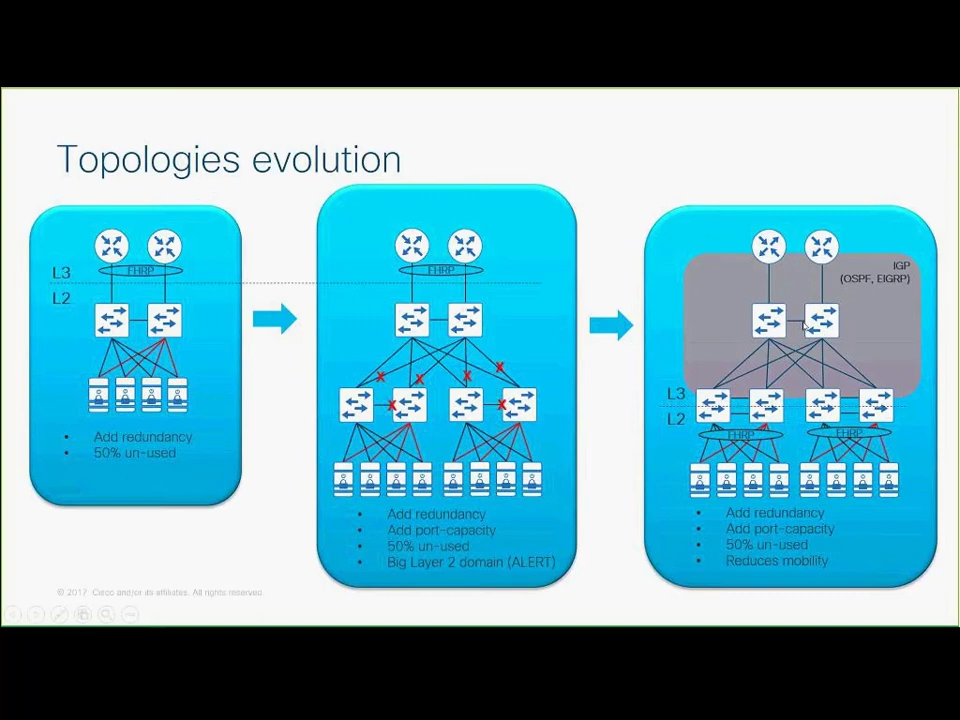 Topologies evolution
L3
L2
FHRP
• Add redundancy
• 50% un-used
FHRP
X X X X
X X
• Add redundancy
• Add port-capacity
• 50% un-used
• Big Layer 2 domain (ALERT)
IGP
(OSPF, EIGRP)
L3
L2
FHRP FHRP
• Add redundancy
• Add port-capacity
• 50% un-used
• Reduces mobility
© 2017 Cisco and/or its affiliates. All rights reserved.